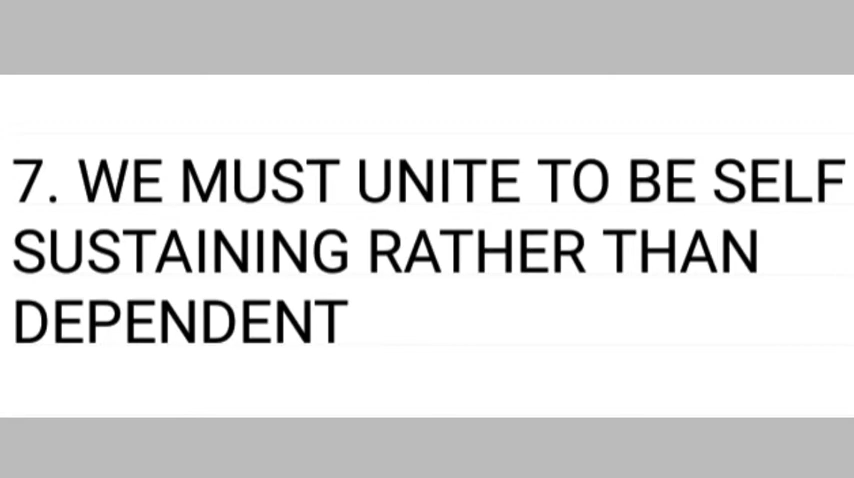 7. WE MUST UNITE TO BE SELF
SUSTAINING RATHER THAN
DEPENDENT